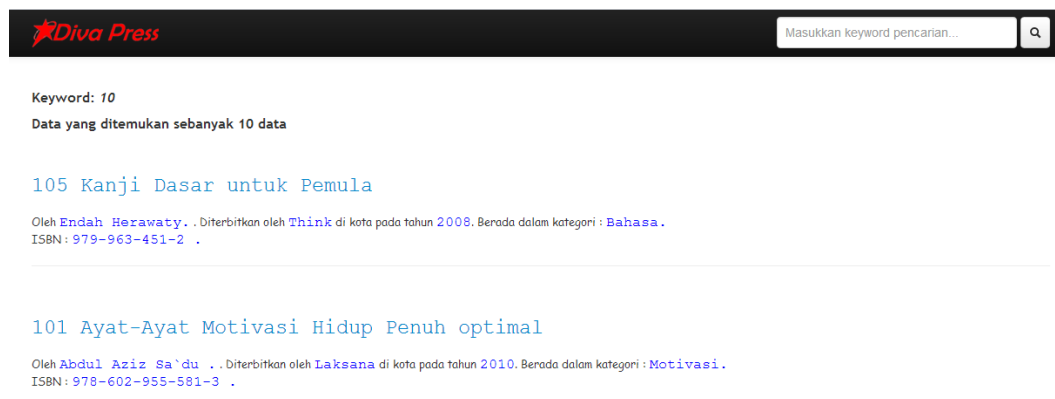 Diva Press
Masukkan keyword pencarian...
Keyword: 10
Data yang ditemukan sebanyak 10 data
105 Kanji Dasar untuk Pemula
Oleh Endah Herawaty. . Diterbitkan oleh Think di kota pada tahun 2008. Berada dalam kategori : Bahasa.
ISBN : 979-963-451-2 .
101 Ayat-Ayat Motivasi Hidup Penuh optimal
Oleh Abdul Aziz Sa`du . . Diterbitkan oleh Laksana di kota pada tahun 2010. Berada dalam kategori : Motivasi.
ISBN : 978-602-955-581-3 .